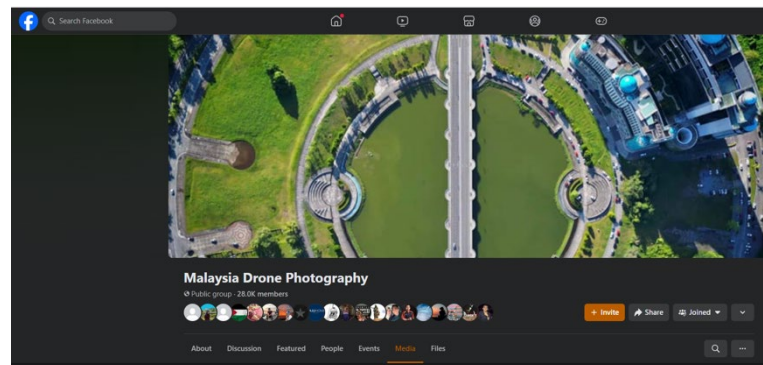 Search Facebook
Malaysia Drone Photography
Public group · 28.0K members
+ Invite
Share
Joined
About
Discussion
Featured
People
Events
Media
Files